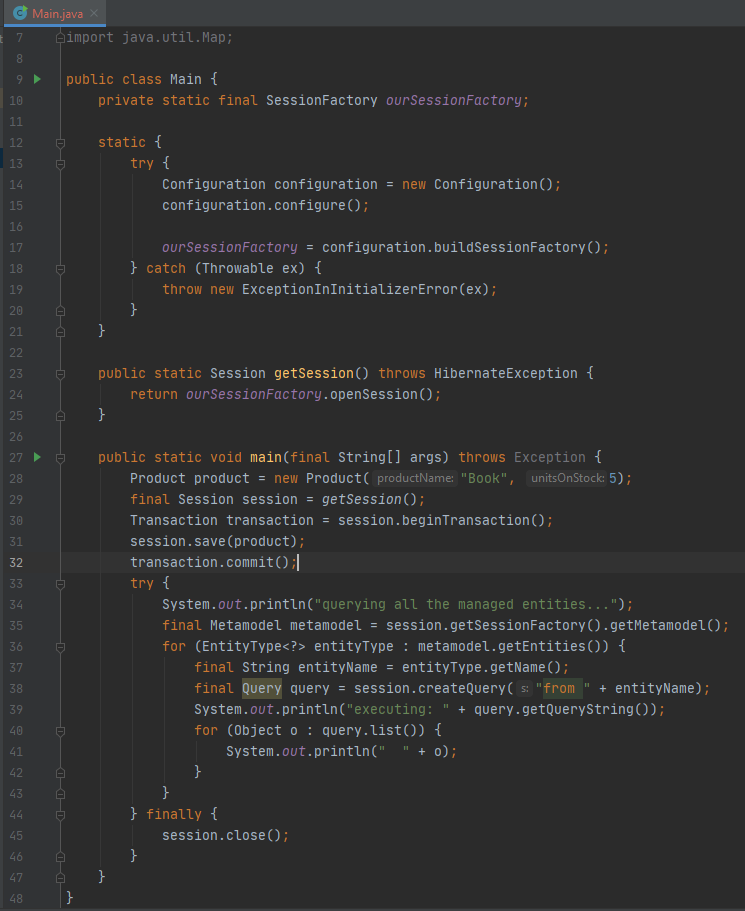 Main.java
7 import java.util.Map;
8
9 public class Main {
10 private static final SessionFactory ourSessionFactory;
11
12 static {
13 try {
14 Configuration configuration = new Configuration();
15 configuration.configure();
16
17 ourSessionFactory = configuration.buildSessionFactory();
18 } catch (Throwable ex) {
19 throw new ExceptionInInitializerError(ex);
20 }
21 }
22
23 public static Session getSession() throws HibernateException {
24 return ourSessionFactory.openSession();
25 }
26
27 public static void main(final String[] args) throws Exception {
28 Product product = new Product( productName: "Book", unitsOnStock: 5);
29 final Session session = getSession();
30 Transaction transaction = session.beginTransaction();
31 session.save(product);
32 transaction.commit();
33 try {
34 System.out.println("querying all the managed entities...");
35 final Metamodel metamodel = session.getSessionFactory().getMetamodel();
36 for (EntityType<?> entityType : metamodel.getEntities()) {
37 final String entityName = entityType.getName();
38 final Query query = session.createQuery( s: "from " + entityName);
39 System.out.println("executing: " + query.getQueryString());
40 for (Object o : query.list()) {
41 System.out.println("  " + o);
42 }
43 }
44 } finally {
45 session.close();
46 }
47 }
48 }